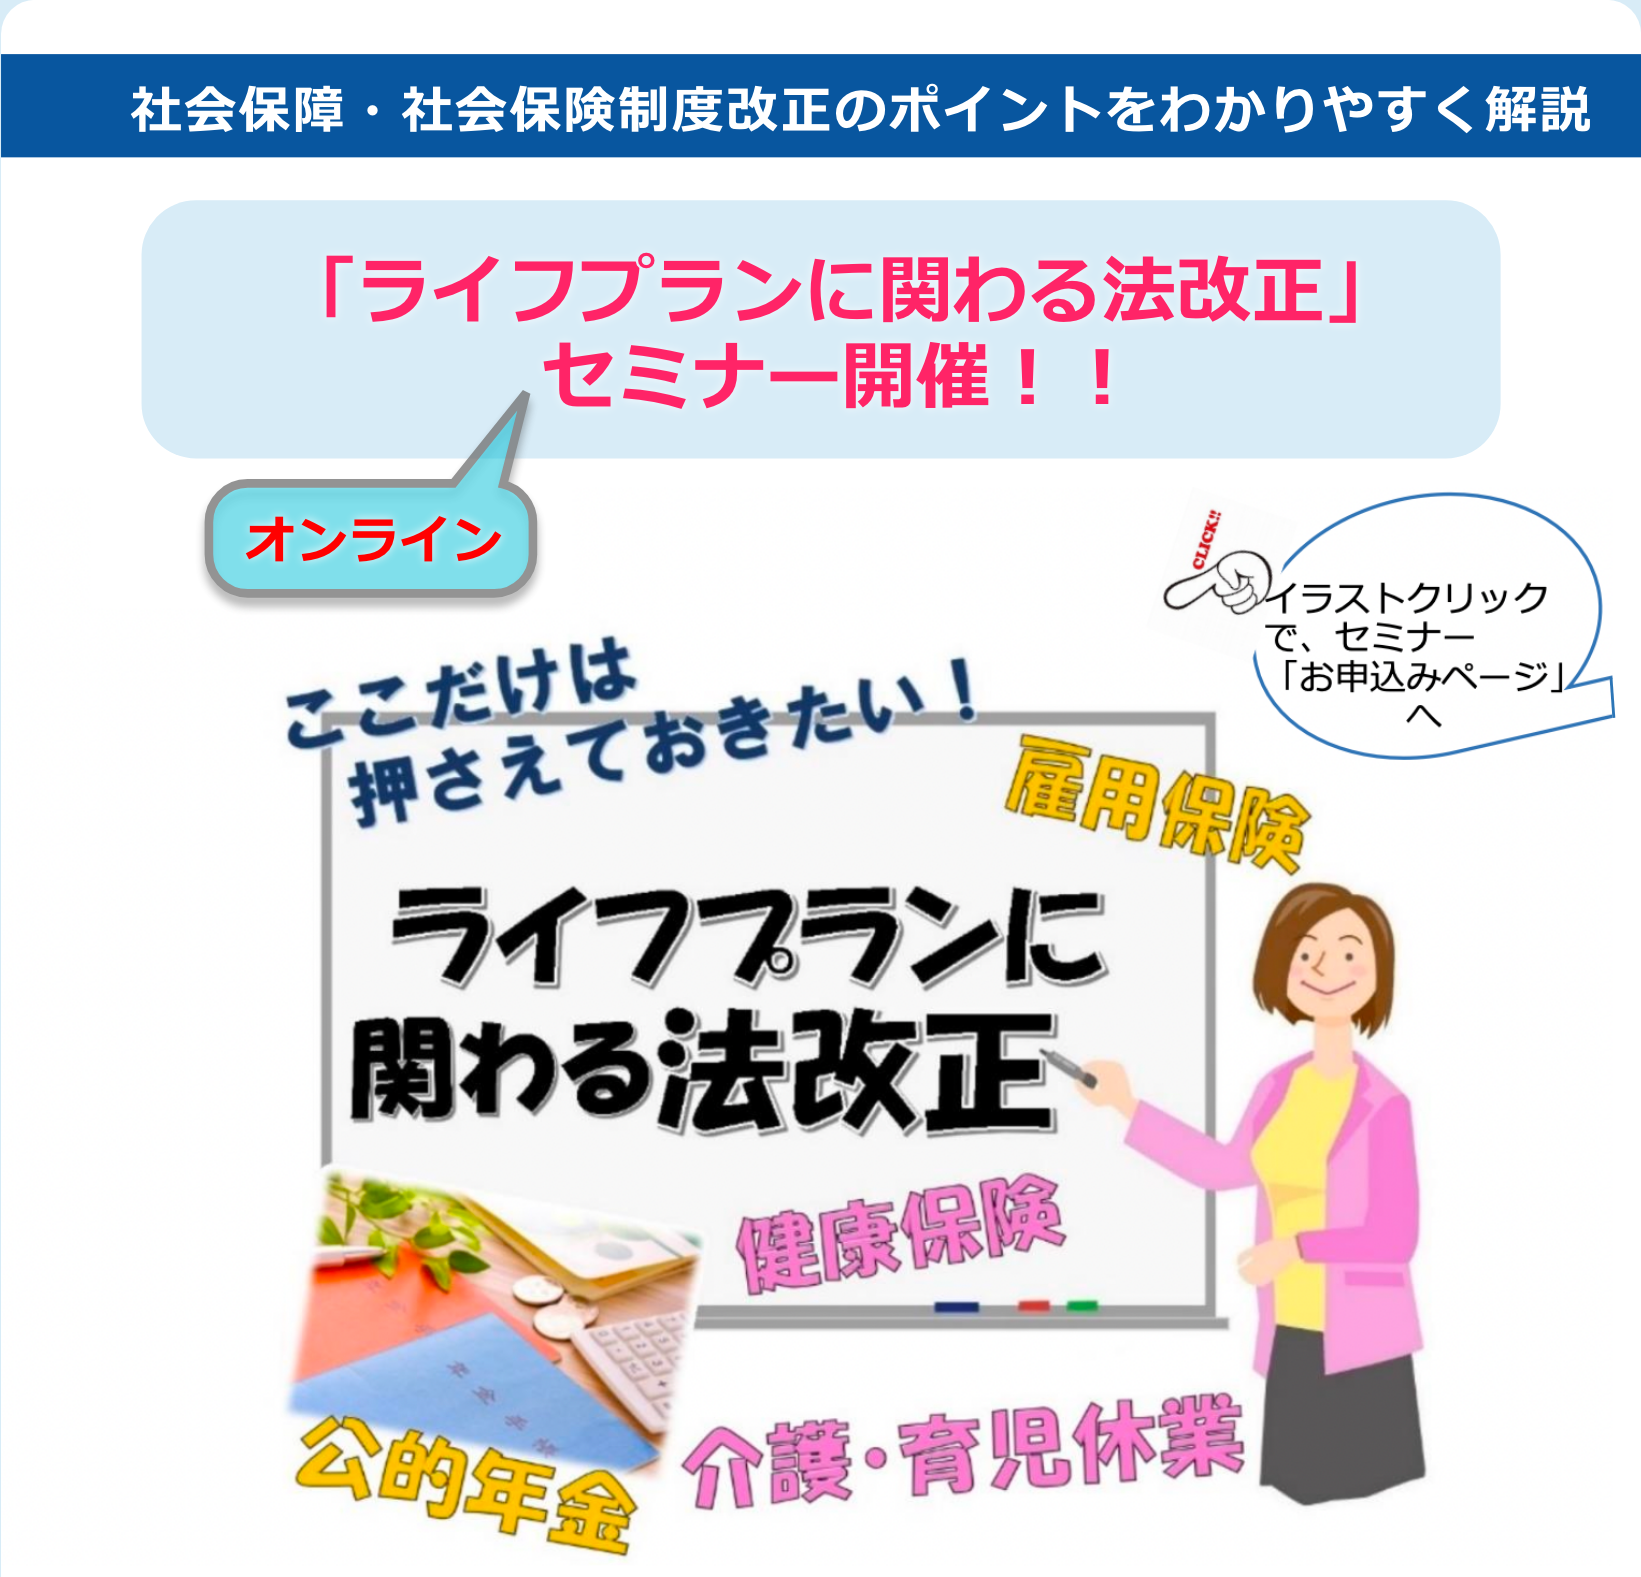 社会保障・社会保険制度改正のポイントをわかりやすく解説
「ライフプランに関わる法改正」
セミナー開催！！
オンライン
CLICK!!
イラストクリック
で、セミナー
「お申込みページ」
へ
ここだけは
押さえておきたい！
雇用保険
ライフプランに
関わる法改正
健康保険
介護・育児休業
公的年金